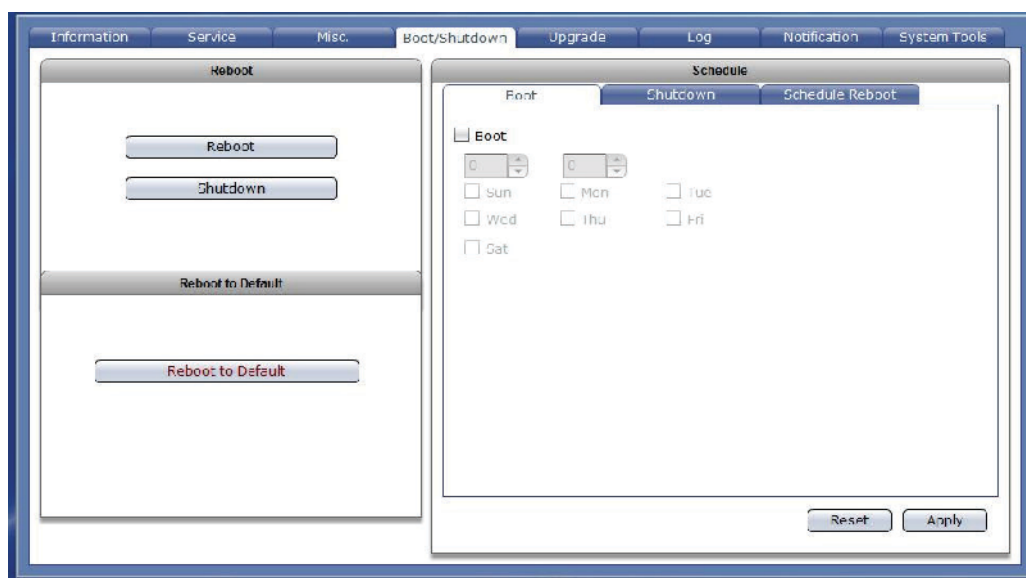 Information Service Misc. Boot/Shutdown Upgrade Log Notification System Tools
Reboot
Reboot
Shutdown
Reboot to Default
Reboot to Default
Schedule
Boot Shutdown Schedule Reboot
Boot
0 0
Sun Mon Tue
Wed Thu Fri
Sat
Reset Apply